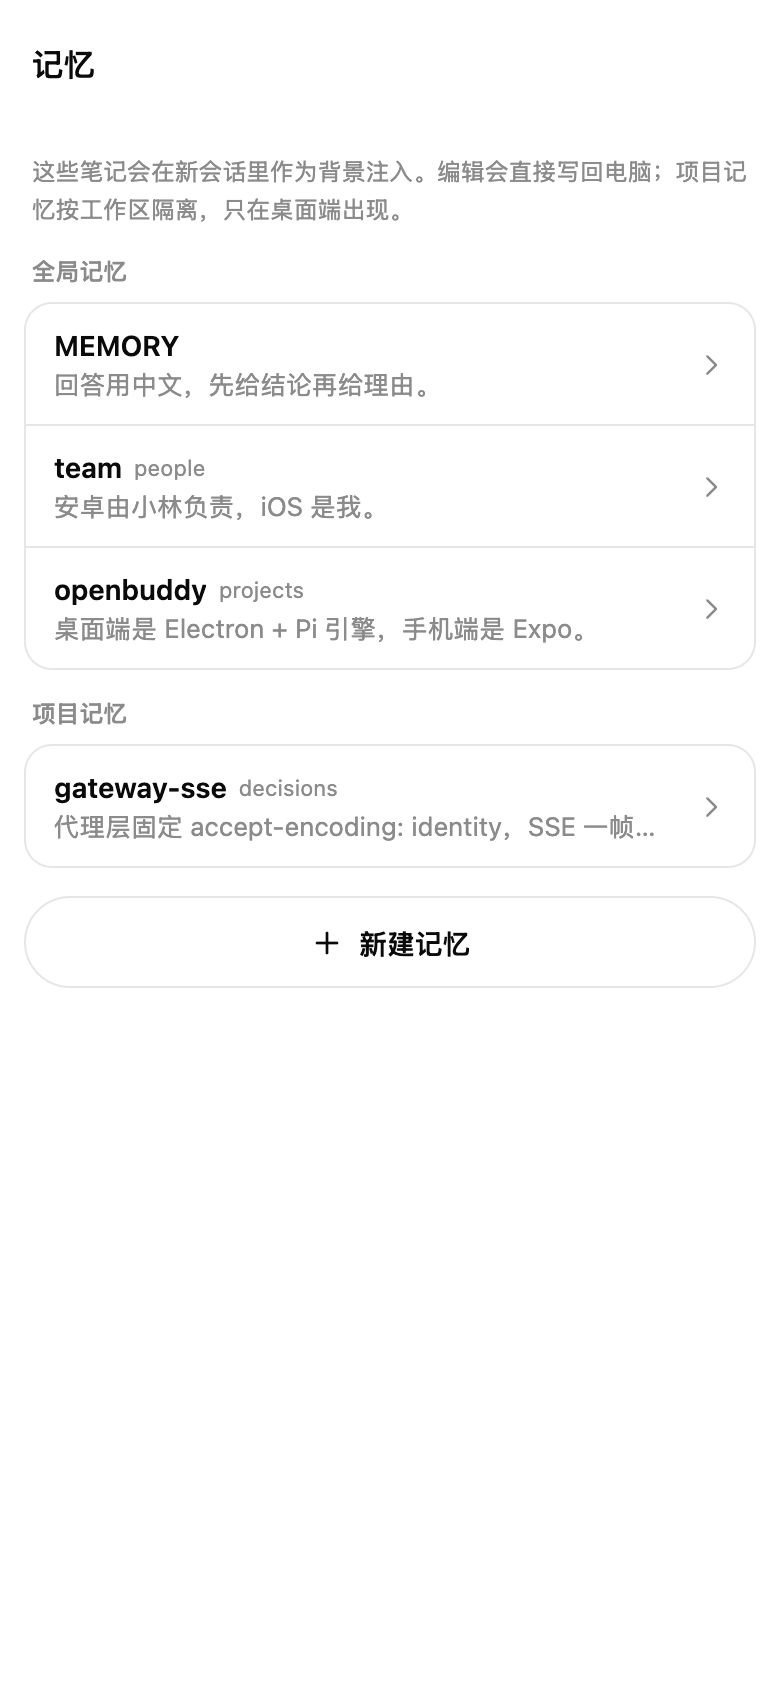 记忆
这些笔记会在新会话里作为背景注入。编辑会直接写回电脑；项目记
忆按工作区隔离，只在桌面端出现。
全局记忆
MEMORY
回答用中文，先给结论再给理由。
team people
安卓由小林负责，iOS 是我。
openbuddy projects
桌面端是 Electron + Pi 引擎，手机端是 Expo。
项目记忆
gateway-sse decisions
代理层固定 accept-encoding: identity，SSE 一帧...
新建记忆